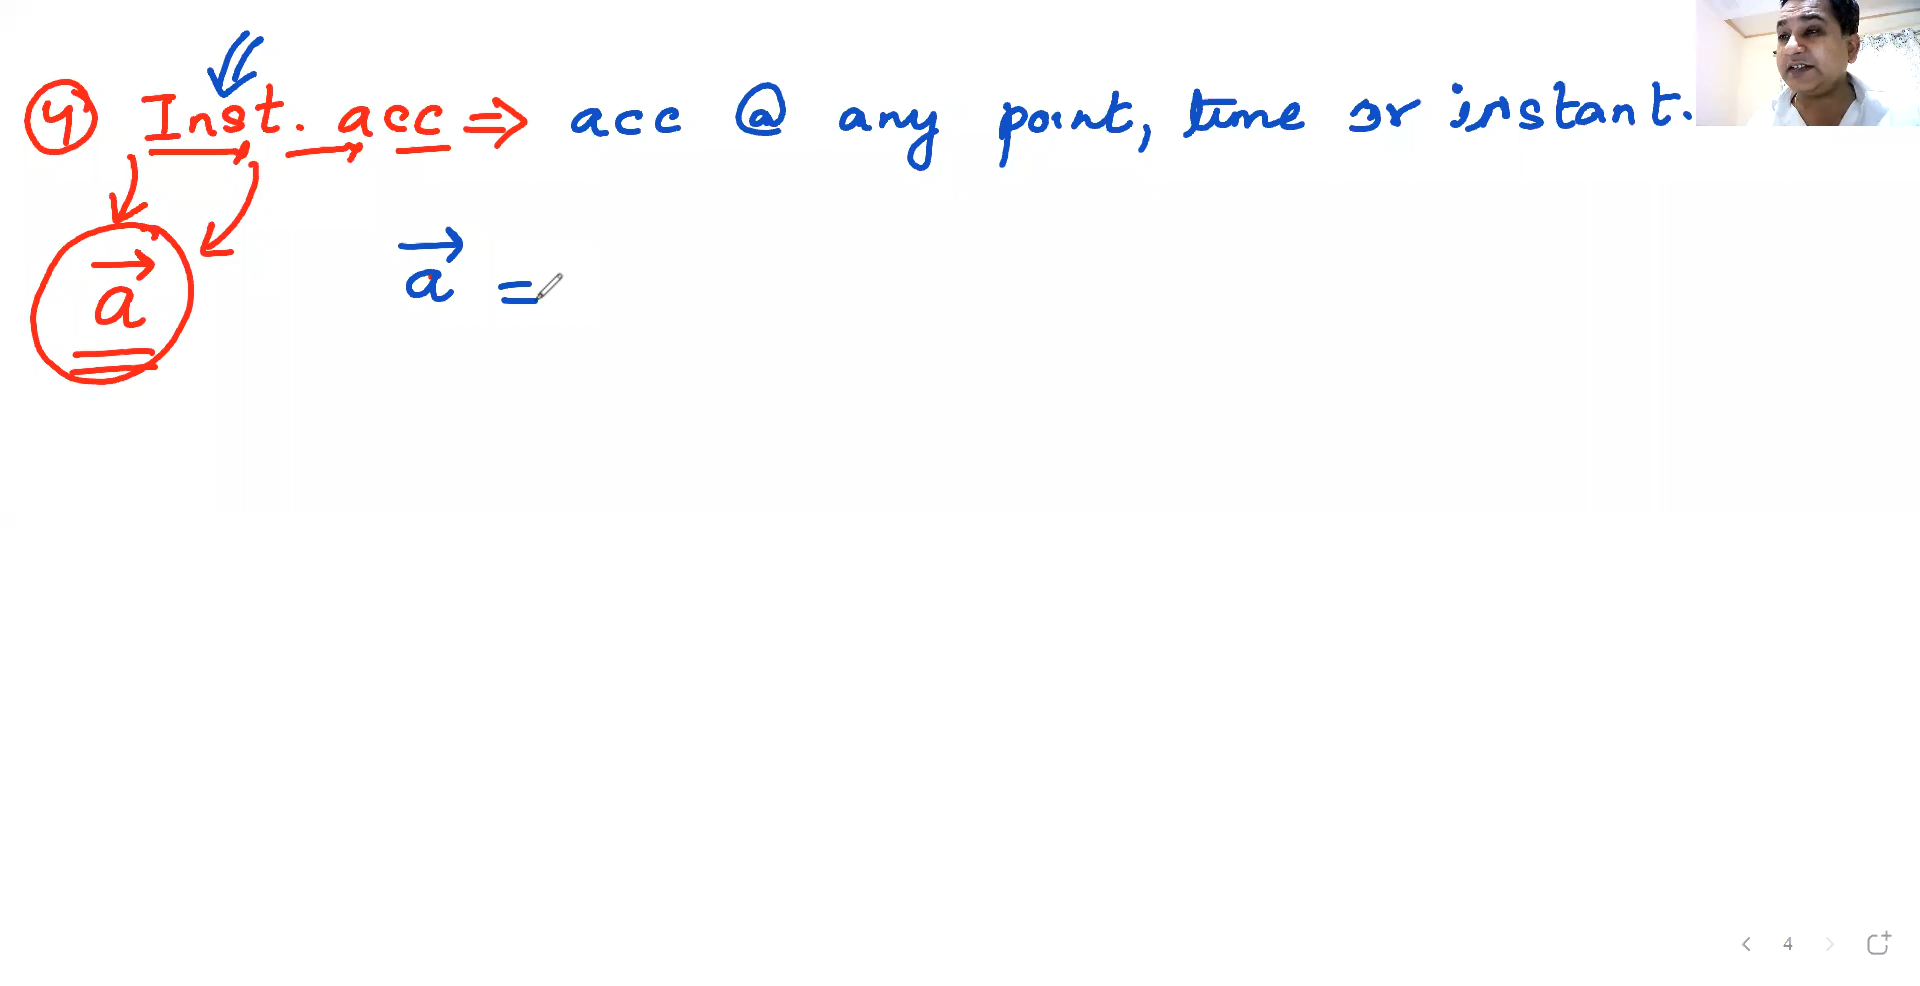 4 Inst. acc ⇒ acc @ any point, time or instant.
a⃗
a⃗ =
4